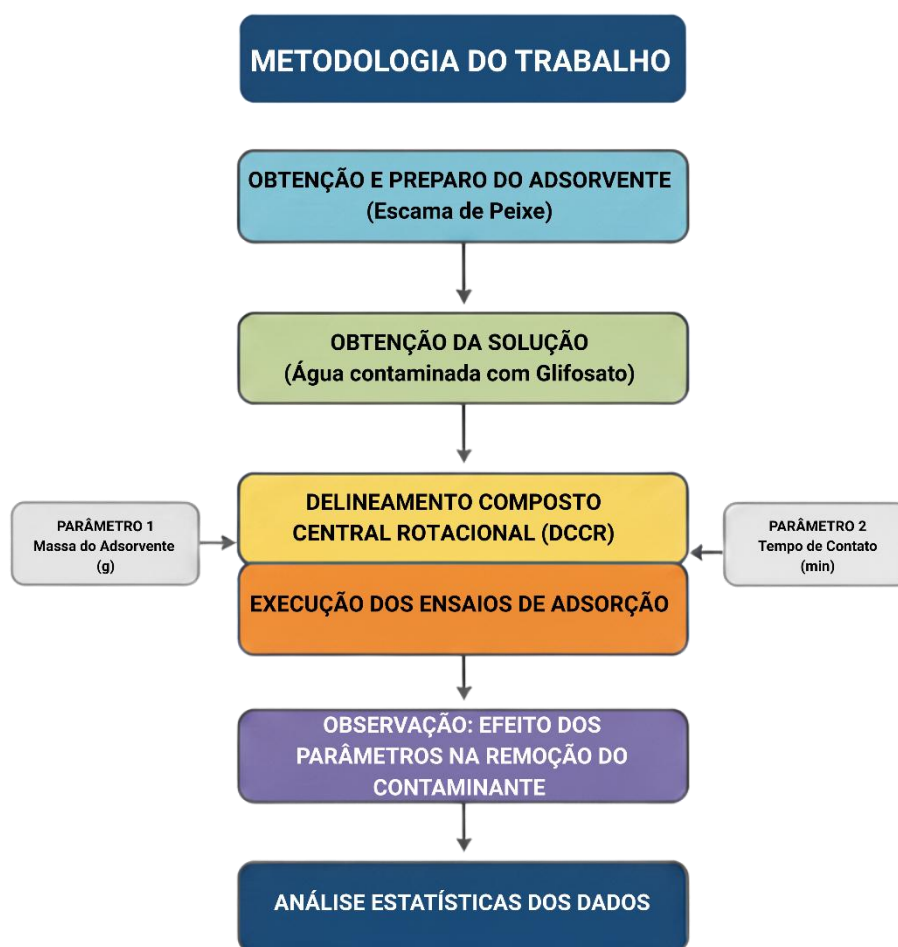 METODOLOGIA DO TRABALHO
OBTENÇÃO E PREPARO DO ADSORVENTE
(Escama de Peixe)
OBTENÇÃO DA SOLUÇÃO
(Água contaminada com Glifosato)
PARÂMETRO 1
Massa do Adsorvente
(g)
DELINEAMENTO COMPOSTO
CENTRAL ROTACIONAL (DCCR)
PARÂMETRO 2
Tempo de Contato
(min)
EXECUÇÃO DOS ENSAIOS DE ADSORÇÃO
OBSERVAÇÃO: EFEITO DOS
PARÂMETROS NA REMOÇÃO DO
CONTAMINANTE
ANÁLISE ESTATÍSTICAS DOS DADOS